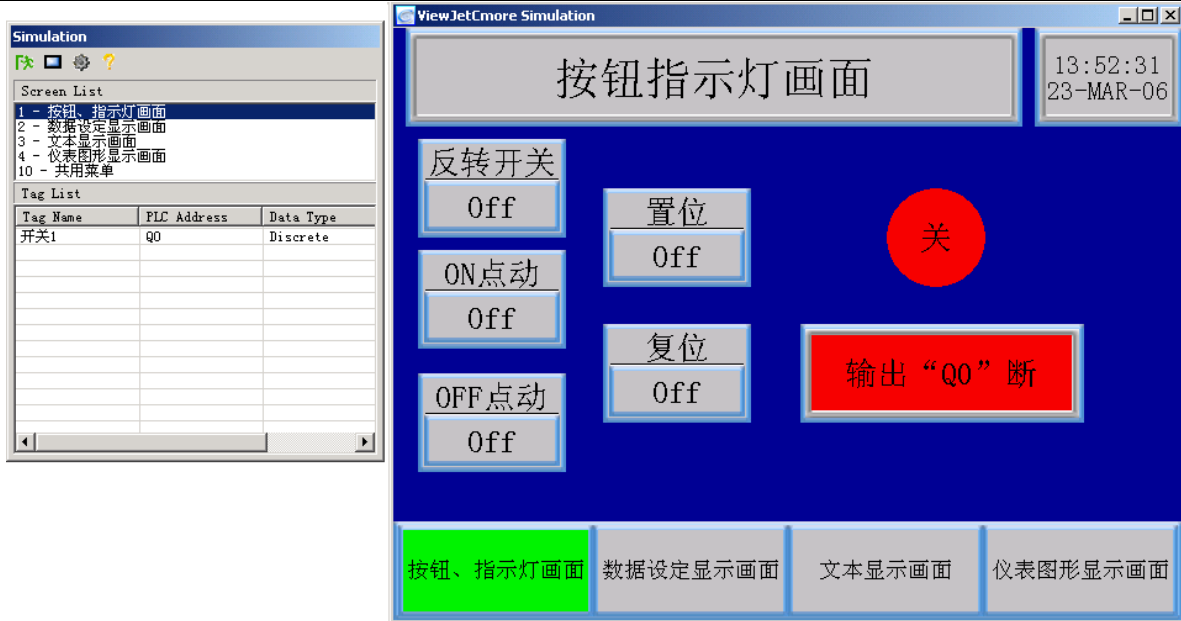 Simulation
Screen List
1 - 按钮、指示灯画面
2 - 数据设定显示画面
3 - 文本显示画面
4 - 仪表图形显示画面
10 - 共用菜单
Tag List
Tag Name PLC Address Data Type
开关1 Q0 Discrete
ViewJetCmore Simulation
按钮指示灯画面
13:52:31
23-MAR-06
反转开关
Off
ON点动
Off
OFF点动
Off
置位
Off
复位
Off
关
输出“Q0”断
按钮、指示灯画面 数据设定显示画面 文本显示画面 仪表图形显示画面